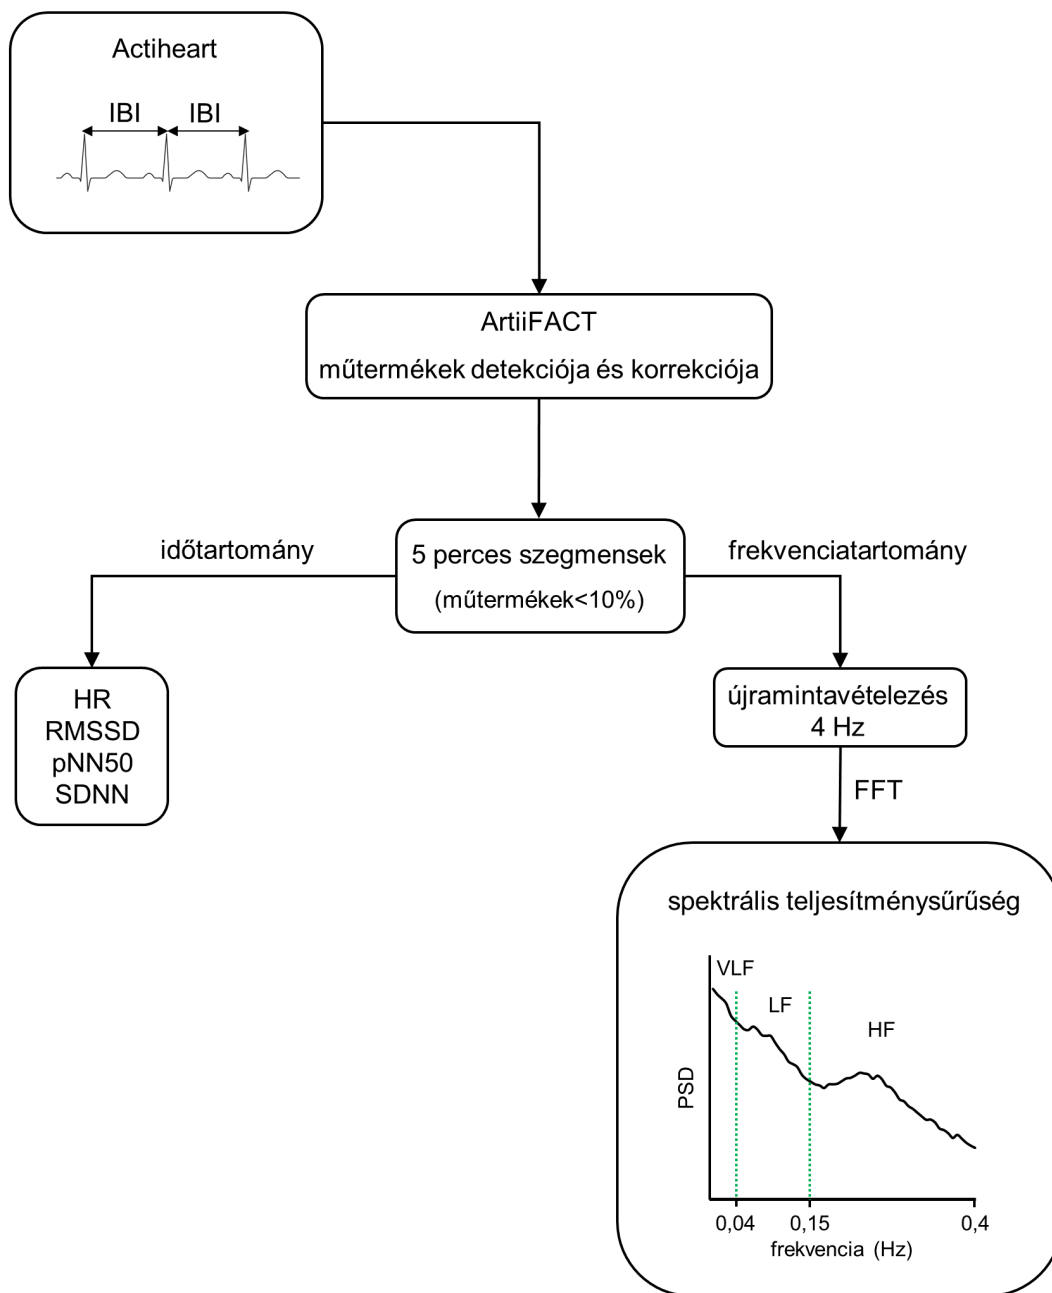 Actiheart
IBI IBI
ArtiiFACT
műtermékek detekciója és korrekciója
időtartomány
5 perces szegmensek
(műtermékek<10%)
frekvenciatartomány
HR
RMSSD
pNN50
SDNN
újramintavételezés
4 Hz
FFT
spektrális teljesítménysűrűség
VLF
LF
HF
PSD
0,04 0,15 0,4
frekvencia (Hz)